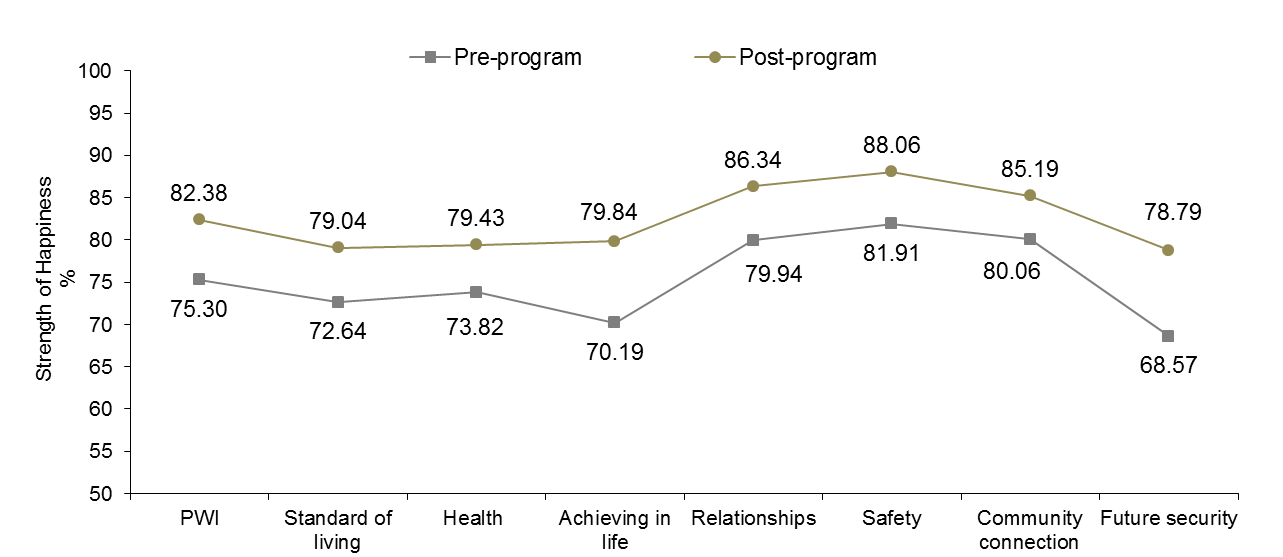 Pre-program
Post-program
Strength of Happiness
%
100
95
90
85
80
75
70
65
60
55
50
82.38
79.04
79.43
79.84
86.34
88.06
85.19
78.79
75.30
72.64
73.82
70.19
79.94
81.91
80.06
68.57
PWI
Standard of
living
Health
Achieving in
life
Relationships
Safety
Community
connection
Future security